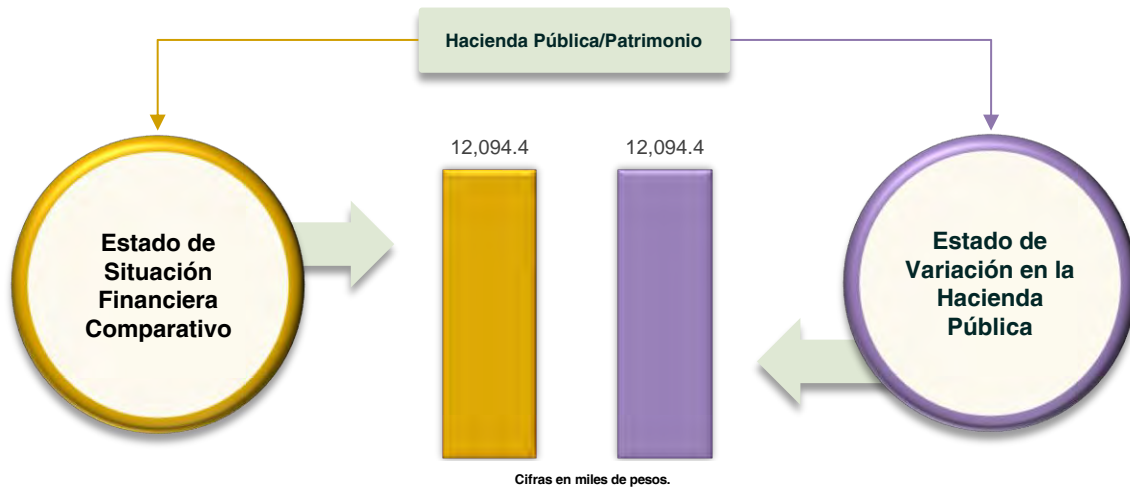 Hacienda Pública/Patrimonio
12,094.4
12,094.4
Estado de
Situación
Financiera
Comparativo
Estado de
Variación en la
Hacienda
Pública
Cifras en miles de pesos.